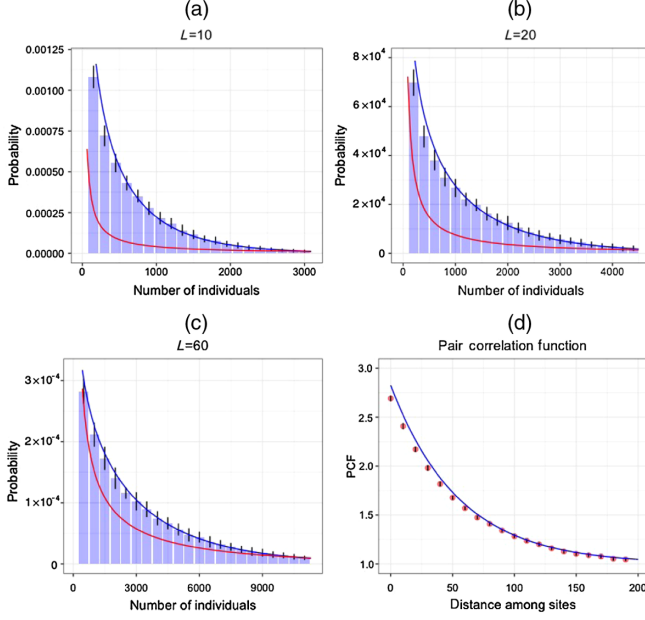 (a)
L=10
0.00125
0.00100
0.00075
0.00050
0.00025
0.00000
Probability
0 1000 2000 3000
Number of individuals
(b)
L=20
8×10⁴
6×10⁴
4×10⁴
2×10⁴
0
Probability
0 1000 2000 3000 4000
Number of individuals
(c)
L=60
3×10⁻⁴
2×10⁻⁴
1×10⁻⁴
0
Probability
0 3000 6000 9000
Number of individuals
(d)
Pair correlation function
3.0
2.5
2.0
1.5
1.0
PCF
0 50 100 150 200
Distance among sites